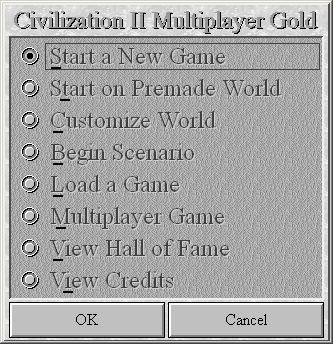 Civilization II Multiplayer Gold
Start a New Game
Start on Premade World
Customize World
Begin Scenario
Load a Game
Multiplayer Game
View Hall of Fame
View Credits
OK Cancel